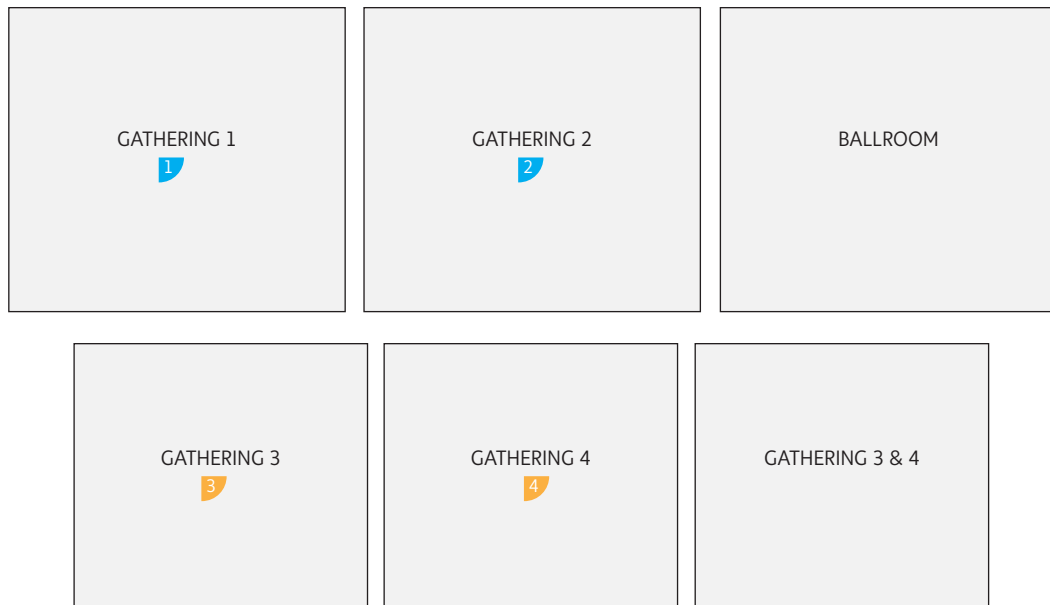 GATHERING 1
1
GATHERING 2
2
BALLROOM
GATHERING 3
3
GATHERING 4
4
GATHERING 3 & 4